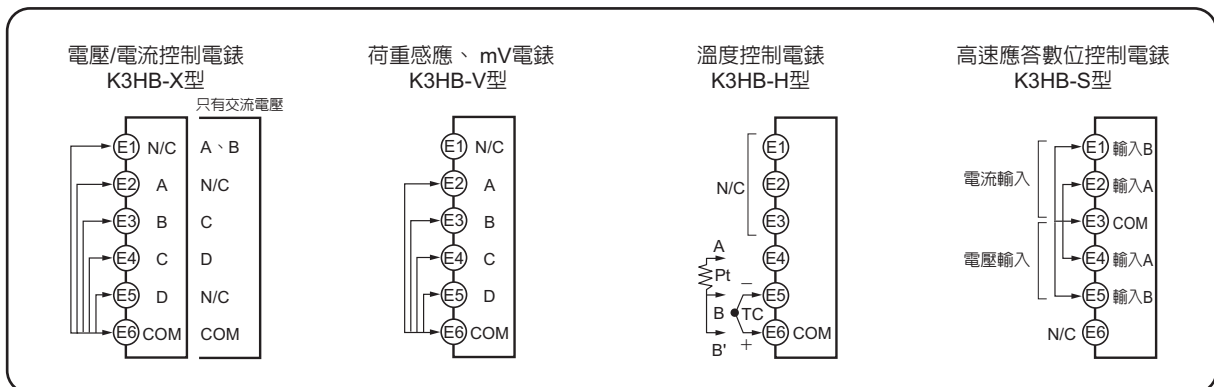 電壓/電流控制電錶
K3HB-X型
只有交流電壓
E1 N/C A、B
E2 A N/C
E3 B C
E4 C D
E5 D N/C
E6 COM COM
荷重感應、 mV電錶
K3HB-V型
E1 N/C
E2 A
E3 B
E4 C
E5 D
E6 COM
溫度控制電錶
K3HB-H型
E1
N/C E2
E3
A E4
Pt
– E5
B TC
E6 COM
B' +
高速應答數位控制電錶
K3HB-S型
E1 輸入B
電流輸入 E2 輸入A
E3 COM
電壓輸入 E4 輸入A
E5 輸入B
N/C E6